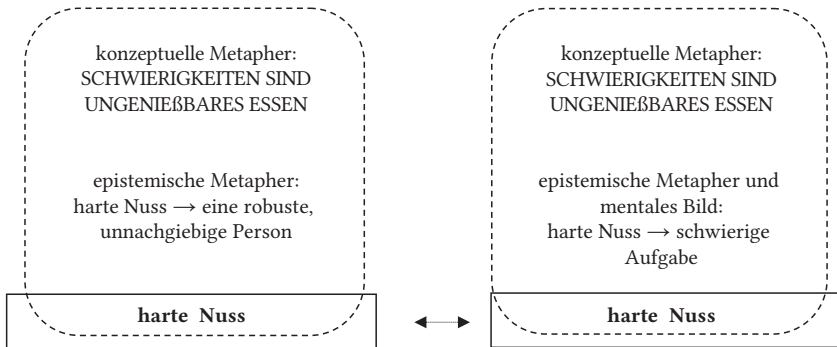 konzeptuelle Metapher:
SCHWIERIGKEITEN SIND
UNGENIEßBARES ESSEN
epistemische Metapher:
harte Nuss → eine robuste,
unnachgiebige Person
harte Nuss
konzeptuelle Metapher:
SCHWIERIGKEITEN SIND
UNGENIEßBARES ESSEN
epistemische Metapher und
mentales Bild:
harte Nuss → schwierige
Aufgabe
harte Nuss